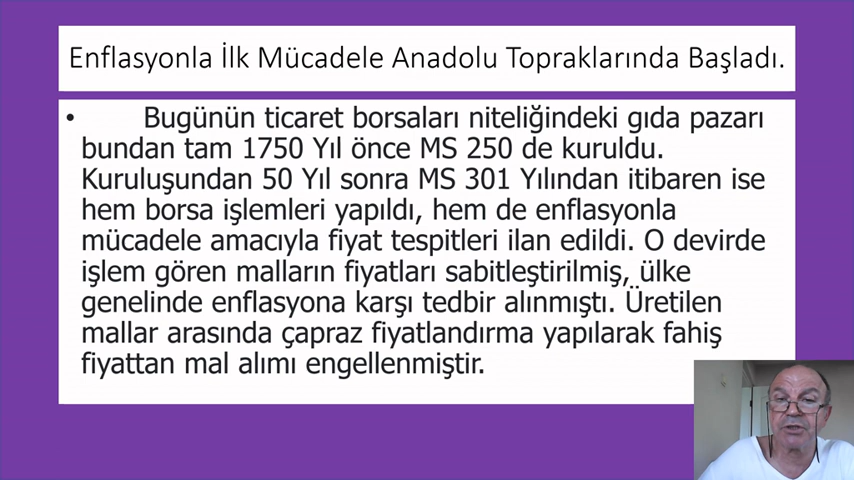 Enflasyonla İlk Mücadele Anadolu Topraklarında Başladı.
• Bugünün ticaret borsaları niteliğindeki gıda pazarı
bundan tam 1750 Yıl önce MS 250 de kuruldu.
Kuruluşundan 50 Yıl sonra MS 301 Yılından itibaren ise
hem borsa işlemleri yapıldı, hem de enflasyonla
mücadele amacıyla fiyat tespitleri ilan edildi. O devirde
işlem gören malların fiyatları sabitleştirilmiş, ülke
genelinde enflasyona karşı tedbir alınmıştı. Üretilen
mallar arasında çapraz fiyatlandırma yapılarak fahiş
fiyattan mal alımı engellenmiştir.